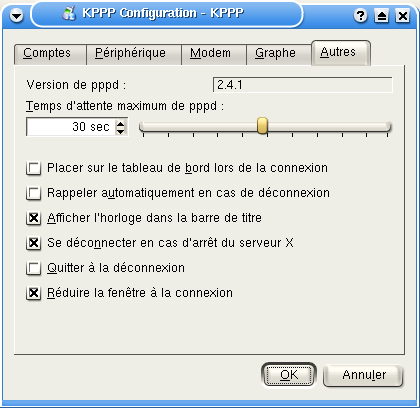 KPPP Configuration - KPPP
Comptes Périphérique Modem Graphe Autres
Version de pppd : 2.4.1
Temps d'attente maximum de pppd :
30 sec
Placer sur le tableau de bord lors de la connexion
Rappeler automatiquement en cas de déconnexion
Afficher l'horloge dans la barre de titre
Se déconnecter en cas d'arrêt du serveur X
Quitter à la déconnexion
Réduire la fenêtre à la connexion
OK Annuler